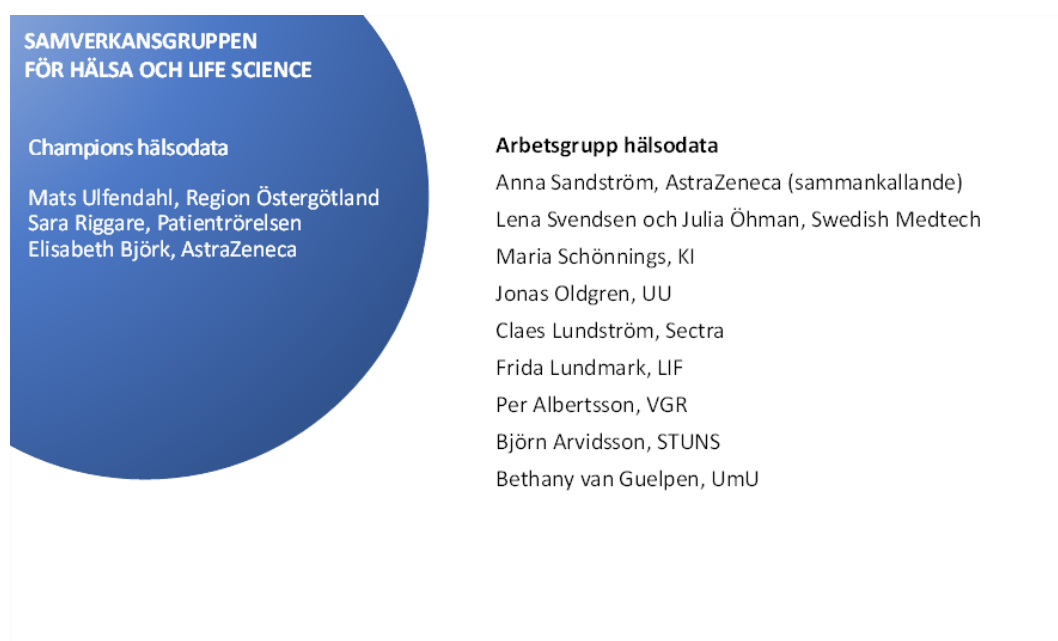 SAMVERKANSGRUPPEN
FÖR HÄLSA OCH LIFE SCIENCE
Champions hälsodata
Mats Ulfendahl, Region Östergötland
Sara Riggare, Patientrörelsen
Elisabeth Björk, AstraZeneca
Arbetsgrupp hälsodata
Anna Sandström, AstraZeneca (sammankallande)
Lena Svendsen och Julia Öhman, Swedish Medtech
Maria Schönnings, KI
Jonas Oldgren, UU
Claes Lundström, Sectra
Frida Lundmark, LIF
Per Albertsson, VGR
Björn Arvidsson, STUNS
Bethany van Guelpen, UmU